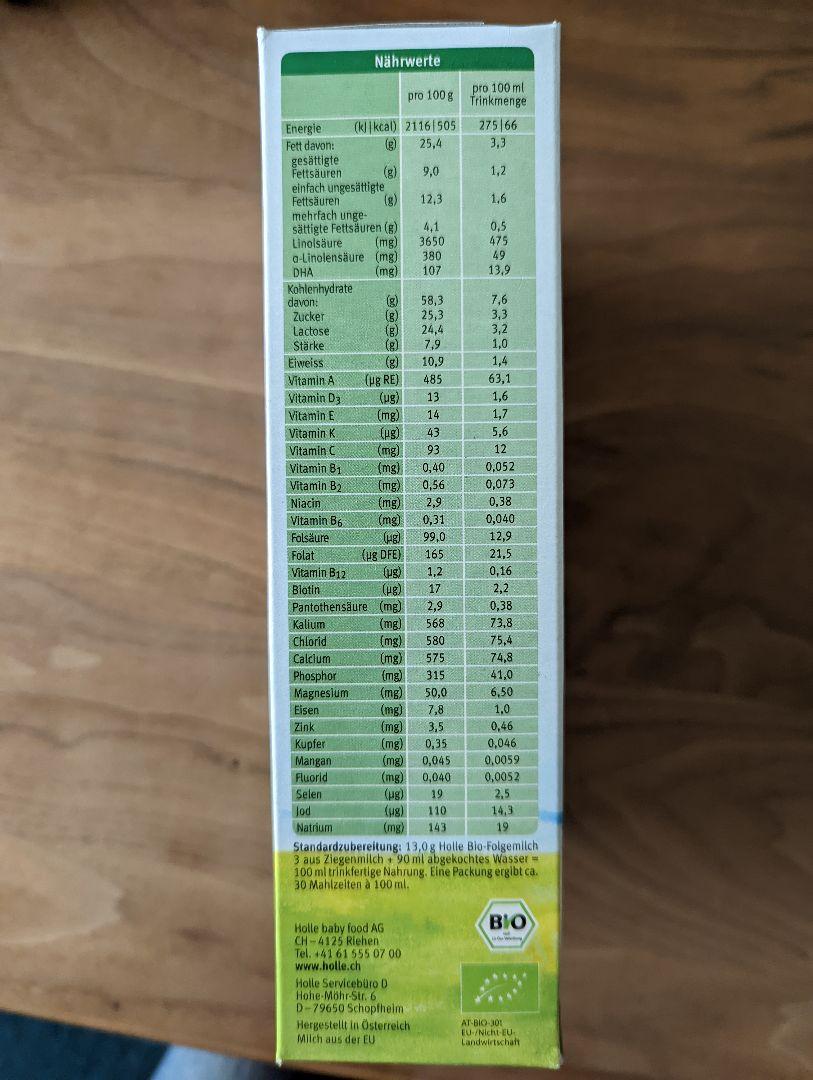 Nährwerte
pro 100 g
pro 100 ml
Trinkmenge
Energie (kJ|kcal) 2116|505 275|66
Fett davon: (g) 25,4 3,3
gesättigte
Fettsäuren (g) 9,0 1,2
einfach ungesättigte
Fettsäuren (g) 12,3 1,6
mehrfach unge-
sättigte Fettsäuren (g) 4,1 0,5
Linolsäure (mg) 3650 475
α-Linolensäure (mg) 380 49
DHA (mg) 107 13,9
Kohlenhydrate
davon: (g) 58,3 7,6
Zucker (g) 25,3 3,3
Lactose (g) 24,4 3,2
Stärke (g) 7,9 1,0
Eiweiss (g) 10,9 1,4
Vitamin A (µg RE) 485 63,1
Vitamin D3 (µg) 13 1,6
Vitamin E (mg) 14 1,7
Vitamin K (µg) 43 5,6
Vitamin C (mg) 93 12
Vitamin B1 (mg) 0,40 0,052
Vitamin B2 (mg) 0,56 0,073
Niacin (mg) 2,9 0,38
Vitamin B6 (mg) 0,31 0,040
Folsäure (µg) 99,0 12,9
Folat (µg DFE) 165 21,5
Vitamin B12 (µg) 1,2 0,16
Biotin (µg) 17 2,2
Pantothensäure (mg) 2,9 0,38
Kalium (mg) 568 73,8
Chlorid (mg) 580 75,4
Calcium (mg) 575 74,8
Phosphor (mg) 315 41,0
Magnesium (mg) 50,0 6,50
Eisen (mg) 7,8 1,0
Zink (mg) 3,5 0,46
Kupfer (mg) 0,35 0,046
Mangan (mg) 0,045 0,0059
Fluorid (mg) 0,040 0,0052
Selen (µg) 19 2,5
Jod (µg) 110 14,3
Natrium (mg) 143 19
Standardzubereitung: 13,0 g Holle Bio-Folgemilch
3 aus Ziegenmilch + 90 ml abgekochtes Wasser =
100 ml trinkfertige Nahrung. Eine Packung ergibt ca.
30 Mahlzeiten à 100 ml.
Holle baby food AG
CH – 4125 Riehen
Tel. +41 61 555 07 00
www.holle.ch
Holle Servicebüro D
Hohe-Möhr-Str. 6
D – 79650 Schopfheim
Hergestellt in Österreich
Milch aus der EU
BIO
AT-BIO-301
EU-/Nicht-EU-
Landwirtschaft